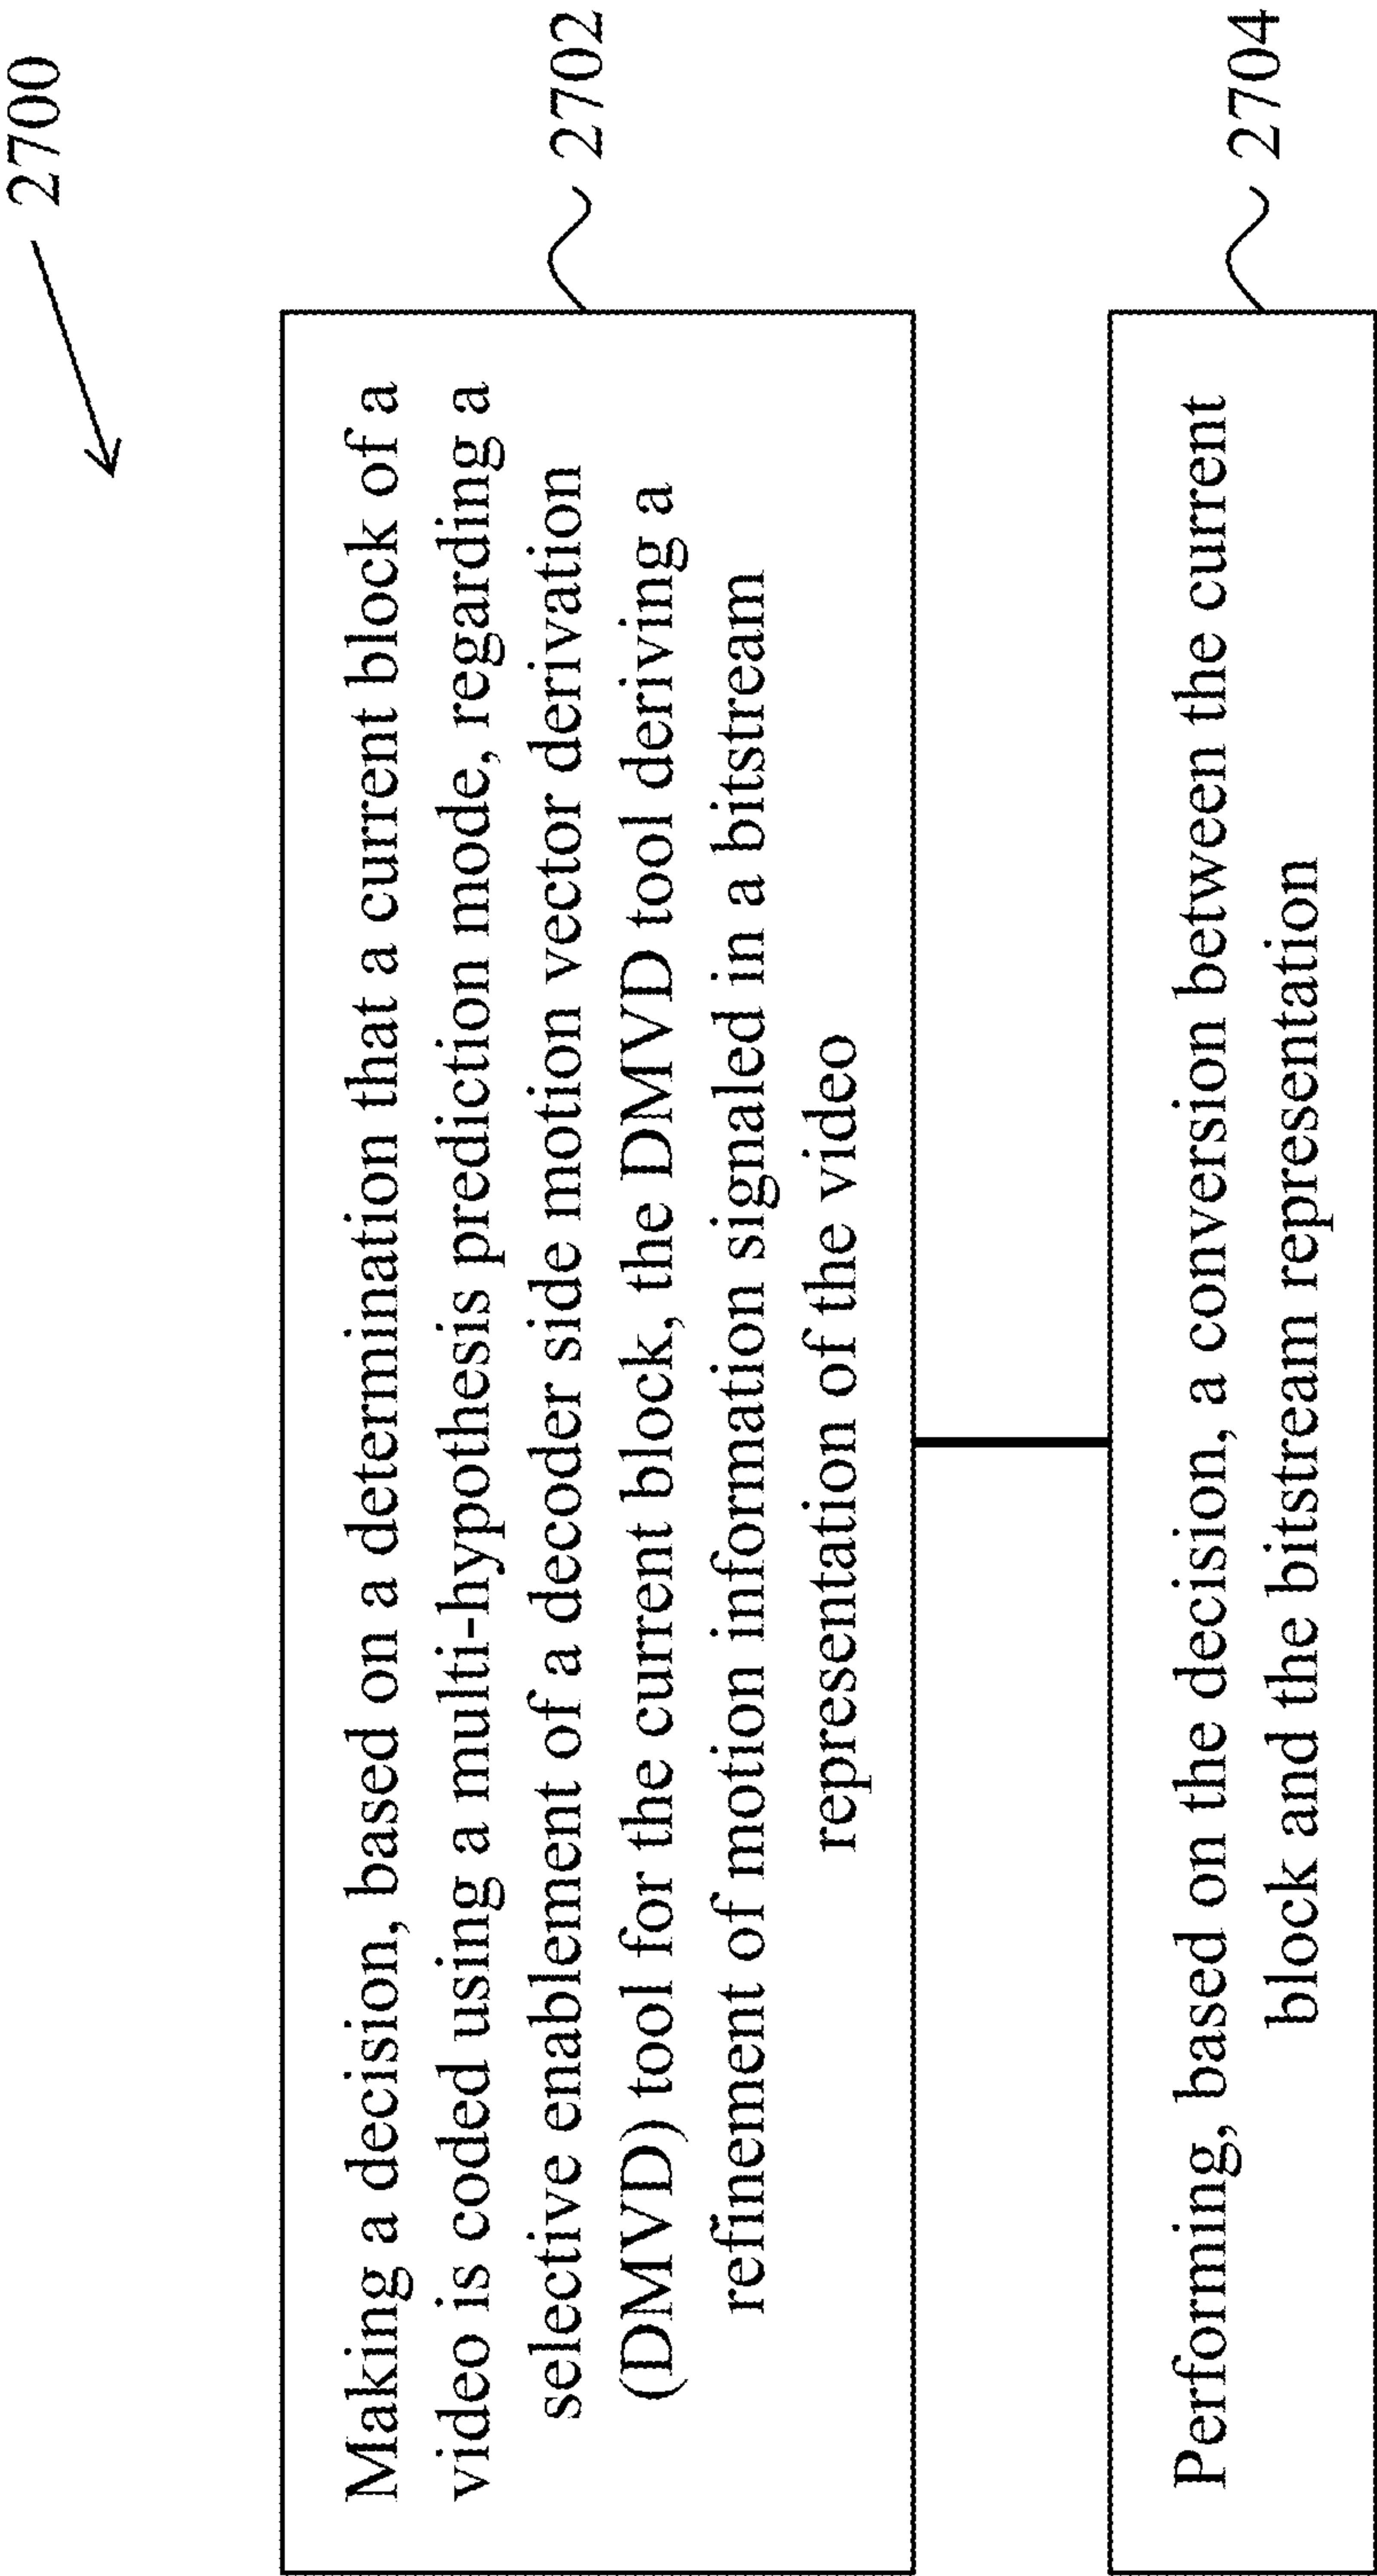 2700
Making a decision, based on a determination that a current block of a
video is coded using a multi-hypothesis prediction mode, regarding a
selective enablement of a decoder side motion vector derivation
(DMVD) tool for the current block, the DMVD tool deriving a
refinement of motion information signaled in a bitstream
representation of the video
2702
Performing, based on the decision, a conversion between the current
block and the bitstream representation
2704